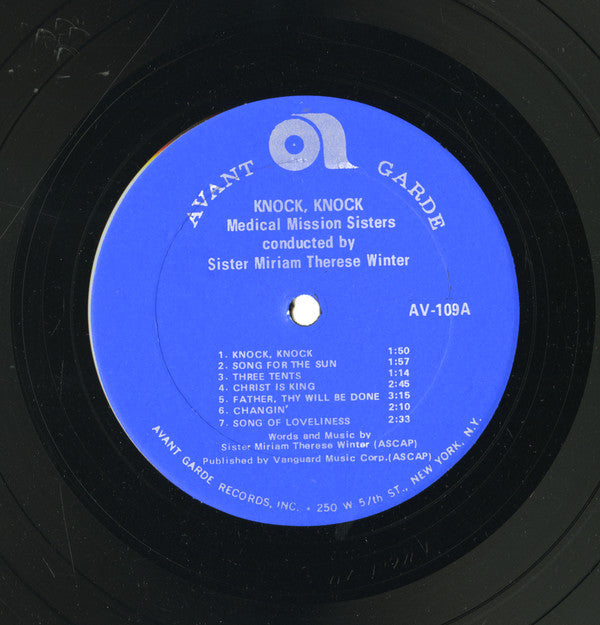 AVANT GARDE
KNOCK, KNOCK
Medical Mission Sisters
conducted by
Sister Miriam Therese Winter
AV-109A
1. KNOCK, KNOCK 1:50
2. SONG FOR THE SUN 1:57
3. THREE TENTS 1:14
4. CHRIST IS KING 2:45
5. FATHER, THY WILL BE DONE 3:15
6. CHANGIN' 2:10
7. SONG OF LOVELINESS 2:33
Words and Music by
Sister Miriam Therese Winter (ASCAP)
Published by Vanguard Music Corp.(ASCAP)
AVANT GARDE RECORDS, INC. • 250 W 57th ST., NEW YORK, N.Y.